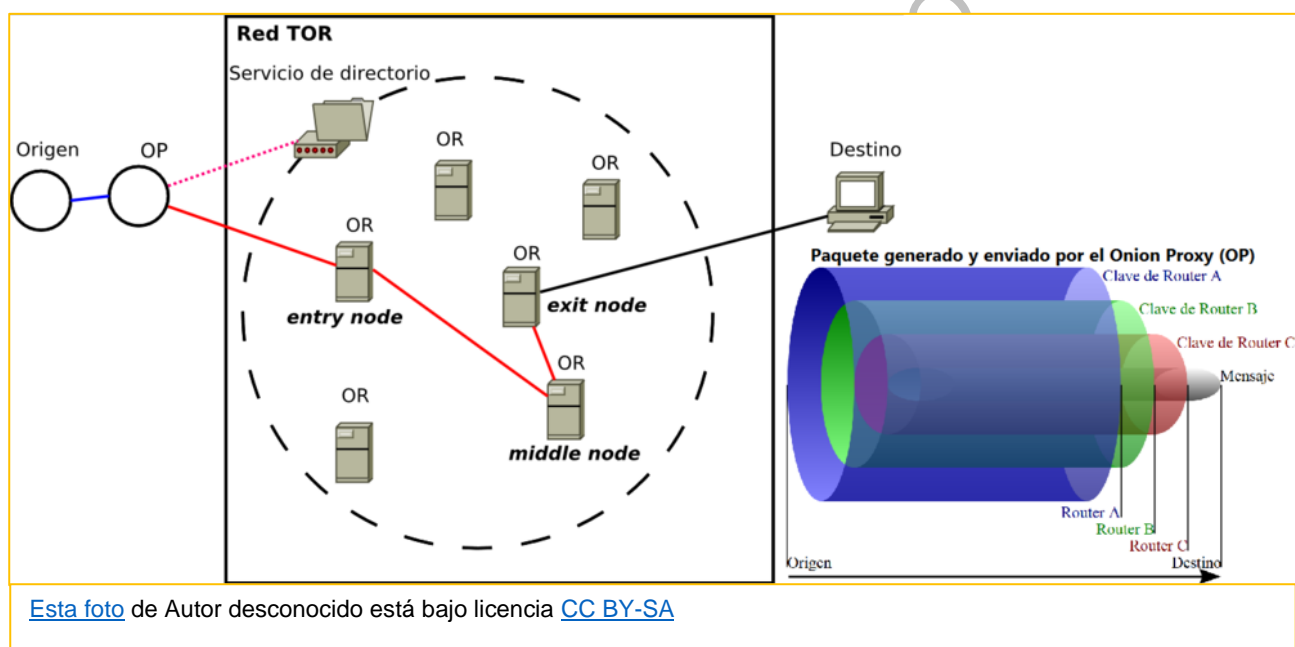 Red TOR
Servicio de directorio
Origen
OP
OR
OR
OR
entry node
OR
exit node
OR
middle node
OR
Destino
Paquete generado y enviado por el Onion Proxy (OP)
Clave de Router A
Clave de Router B
Clave de Router C
Mensaje
Router A
Router B
Router C
Origen
Destino
Esta foto de Autor desconocido está bajo licencia CC BY-SA